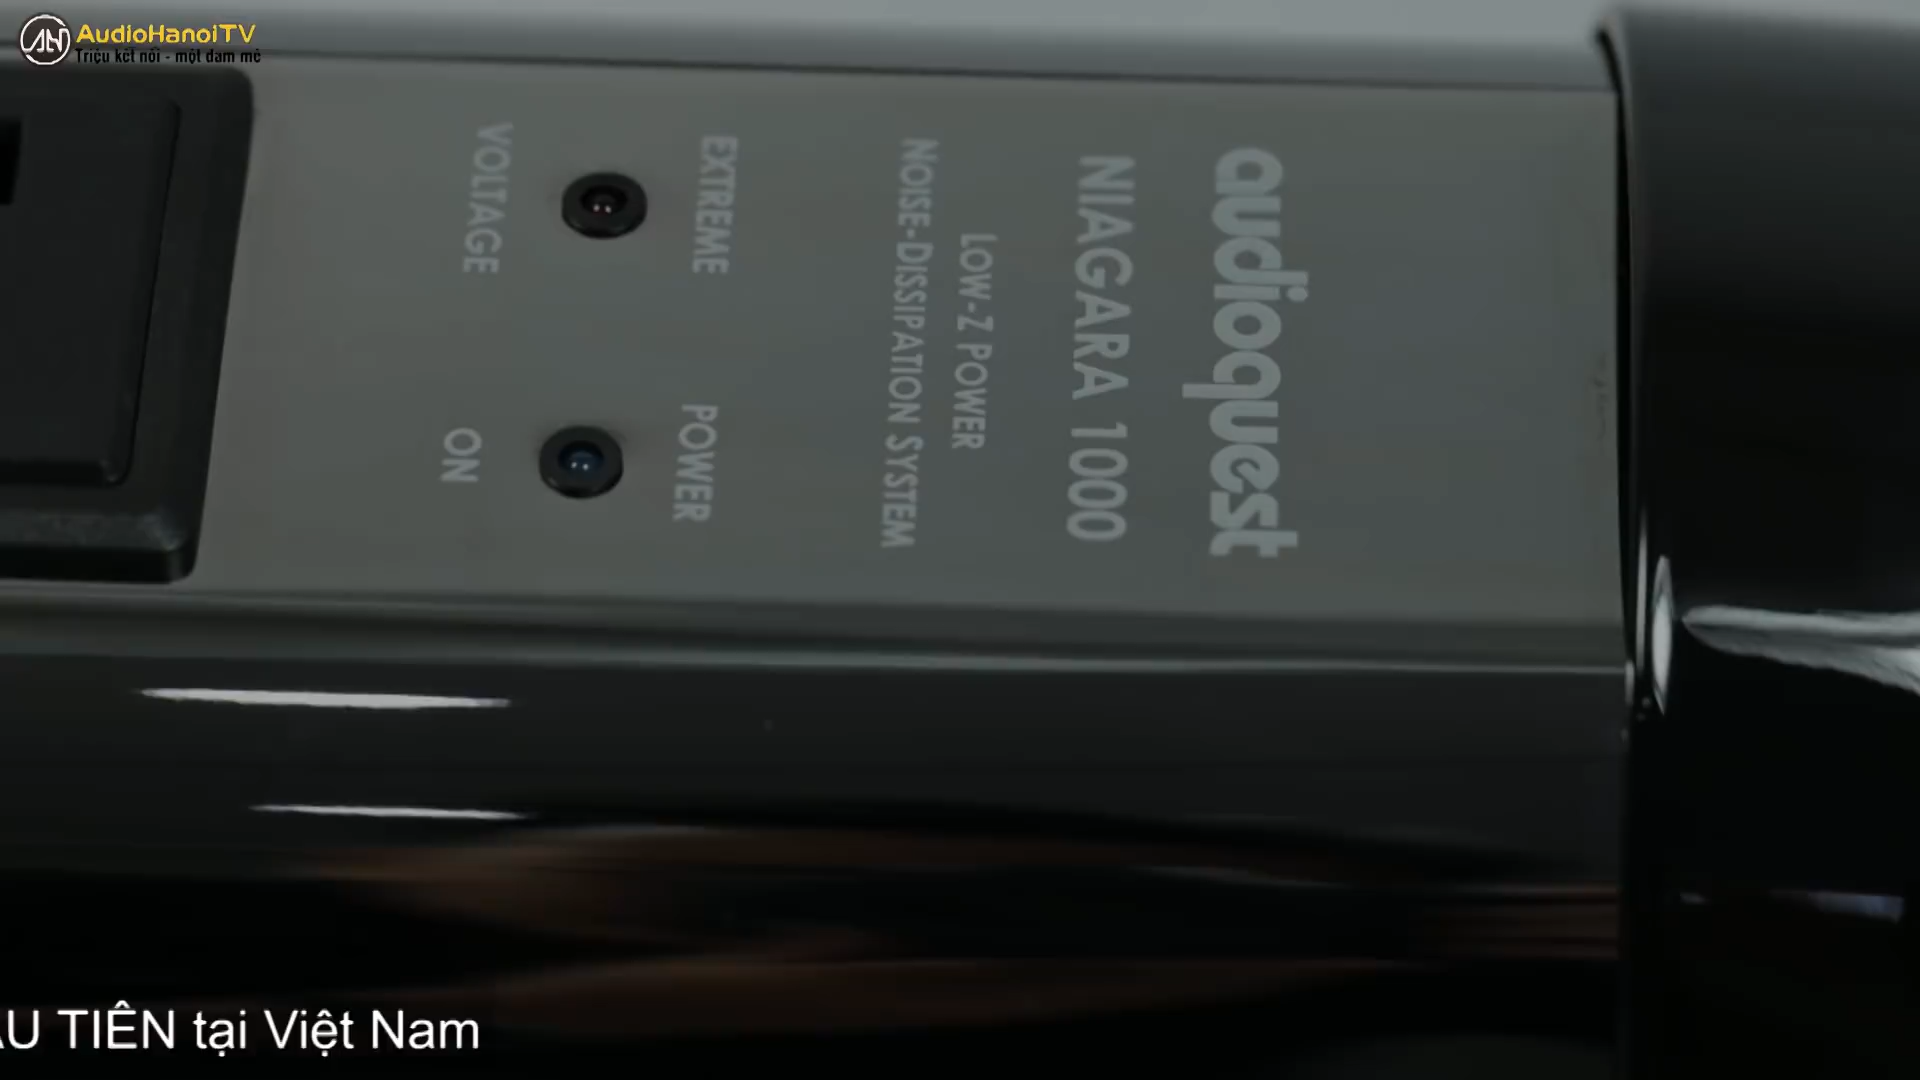 AudioHanoiTV
Triệu kết nối - một đam mê
audioquest
NIAGARA 1000
LOW-Z POWER
NOISE-DISSIPATION SYSTEM
EXTREME
VOLTAGE
POWER
ON
TIÊN tại Việt Nam